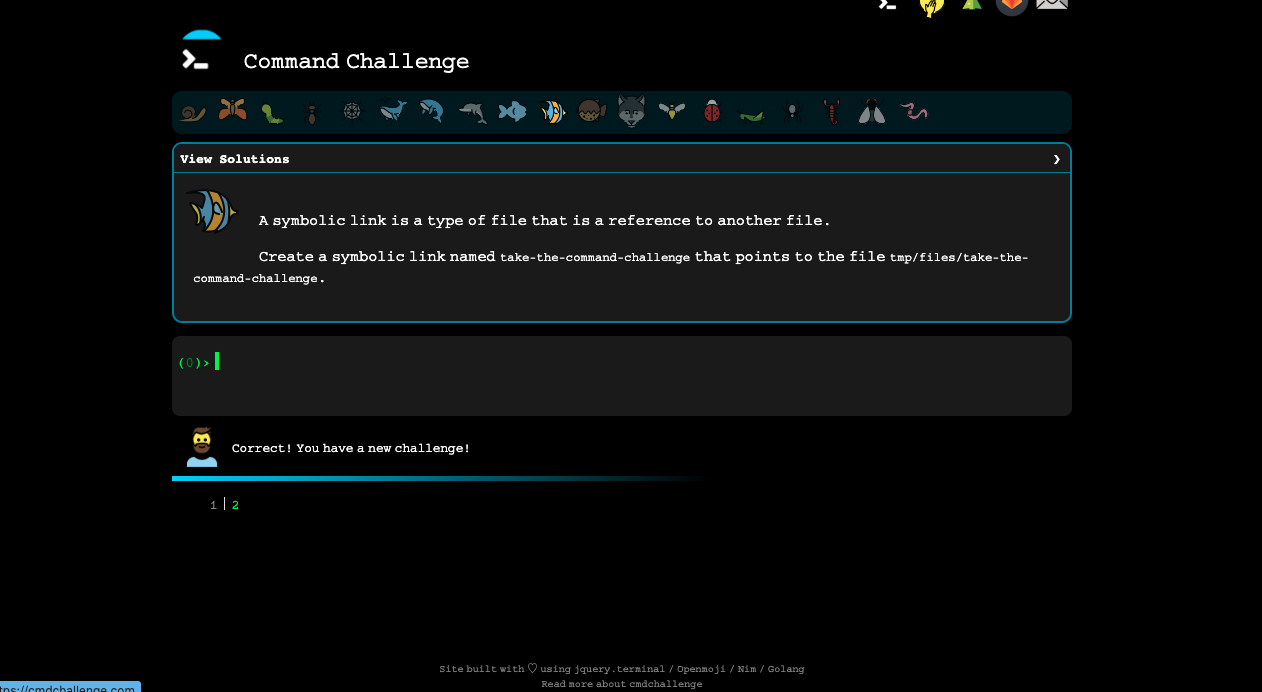 Command Challenge
View Solutions ❯
A symbolic link is a type of file that is a reference to another file.
Create a symbolic link named take-the-command-challenge that points to the file tmp/files/take-the-
command-challenge.
(0)>
Correct! You have a new challenge!
1 | 2
Site built with ♡ using jquery.terminal / Openmoji / Nim / Golang
Read more about cmdchallenge
tps://cmdchallenge.com